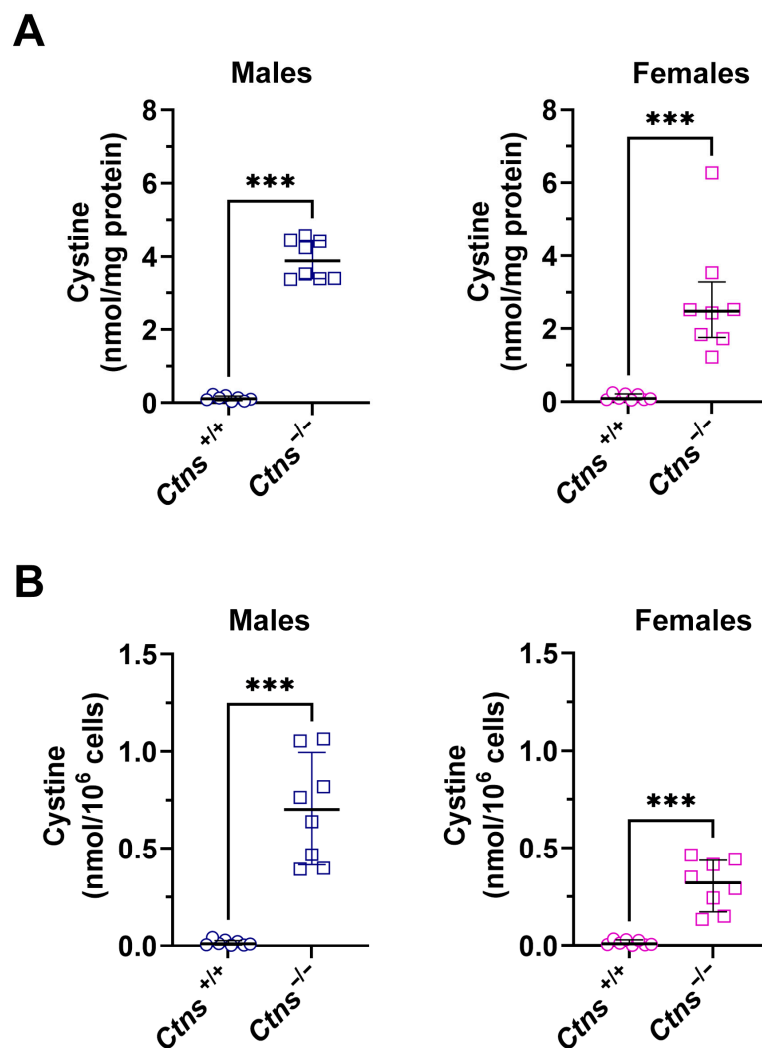 A
Males
Females
Cystine
(nmol/mg protein)
8
6
4
2
0
***
Ctns +/+
Ctns -/-
Cystine
(nmol/mg protein)
8
6
4
2
0
***
Ctns +/+
Ctns -/-
B
Males
Females
Cystine
(nmol/10⁶ cells)
1.5
1.0
0.5
0.0
***
Ctns +/+
Ctns -/-
Cystine
(nmol/10⁶ cells)
1.5
1.0
0.5
0.0
***
Ctns +/+
Ctns -/-